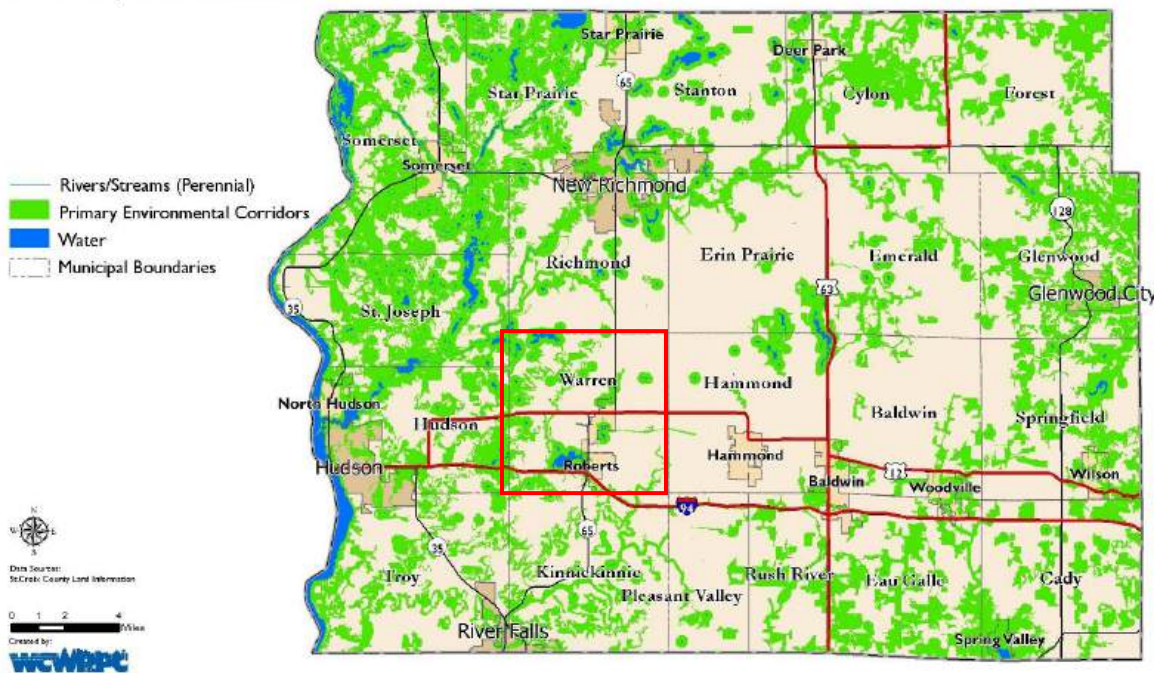 Rivers/Streams (Perennial)
Primary Environmental Corridors
Water
Municipal Boundaries
Star Prairie
Deer Park
65
Star Prairie
Stanton
Cylon
Forest
Somerset
Somerset
New Richmond
128
Richmond
Erin Prairie
Emerald
Glenwood
63
Glenwood City
35
St. Joseph
Warren
Hammond
North Hudson
Hudson
Baldwin
Springfield
Hudson
Roberts
Hammond
Baldwin
12
Woodville
Wilson
94
65
35
Troy
Kinnickinnic
Pleasant Valley
Rush River
Eau Galle
Cady
River Falls
Spring Valley
N
W E
S
Data Source:
St.Croix County Land Information
0 1 2 4
Miles
Created by:
WCWRPC